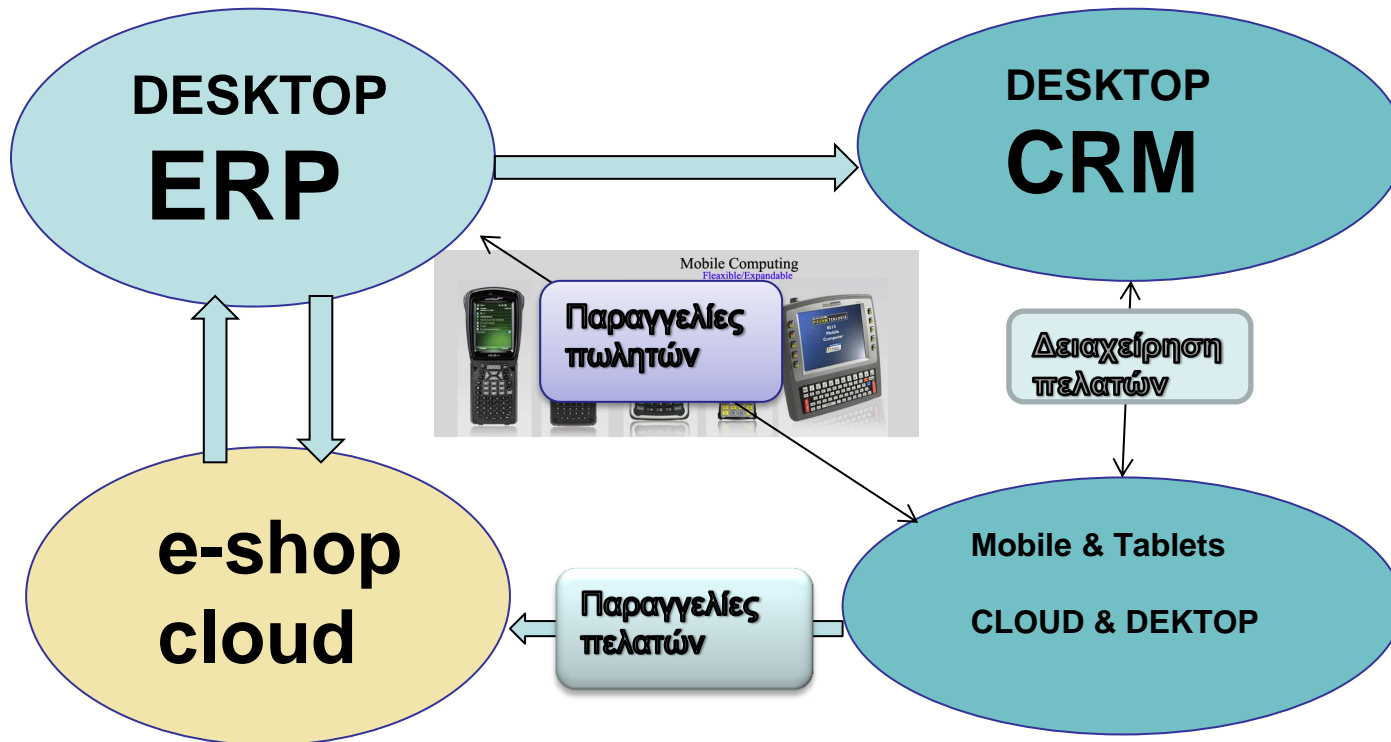 DESKTOP
ERP
DESKTOP
CRM
Mobile Computing
Fleaxible/Expandable
Παραγγελίες
πωλητών
Δειαχείρηση
πελατών
e-shop
cloud
Παραγγελίες
πελατών
Mobile & Tablets
CLOUD & DEKTOP